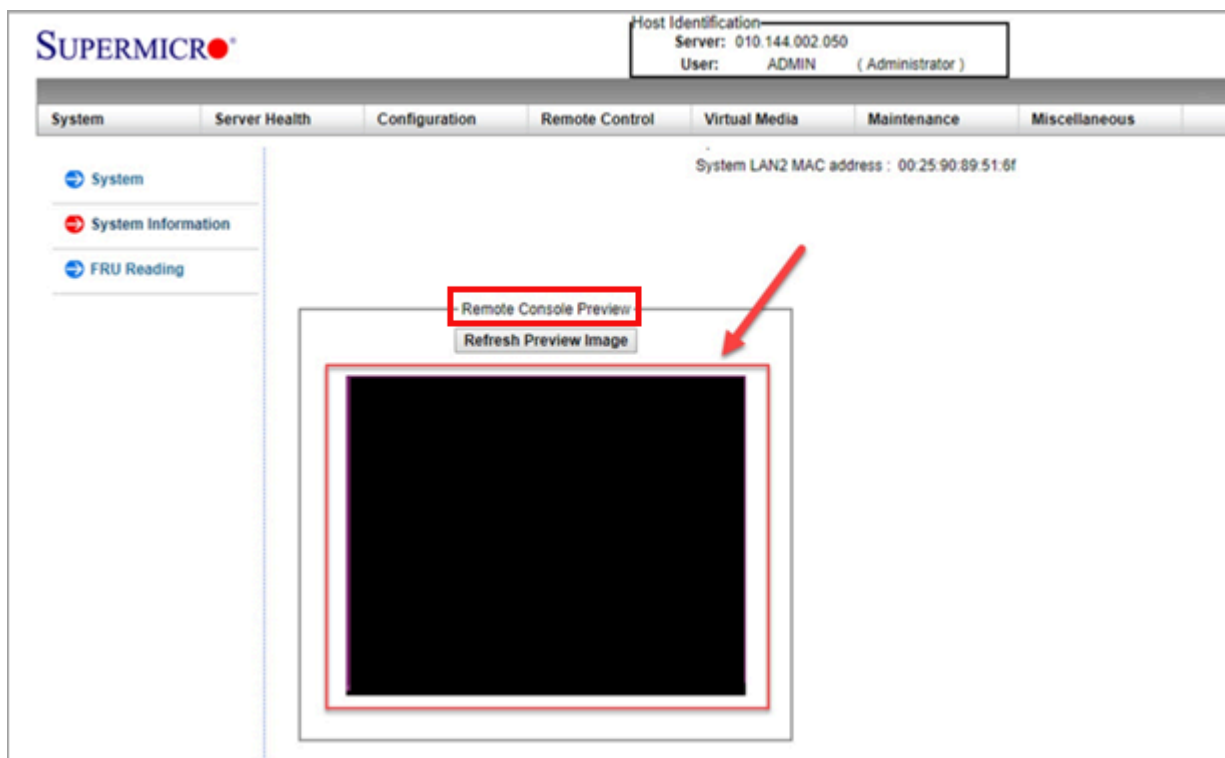 Host Identification
SUPERMICRO
Server: 010.144.002.050
User: ADMIN ( Administrator )
System Server Health Configuration Remote Control Virtual Media Maintenance Miscellaneous
System LAN2 MAC address : 00:25:90:89:51:6f
System
System Information
FRU Reading
Remote Console Preview
Refresh Preview Image